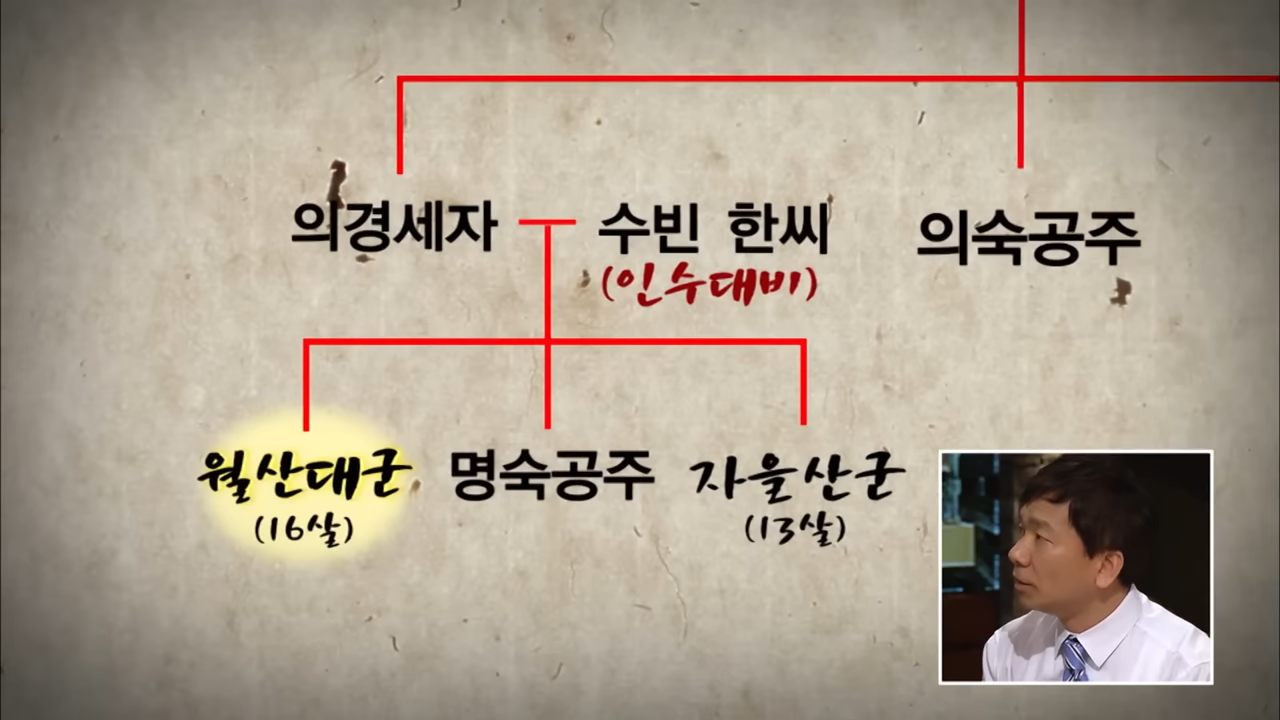 의경세자 수빈 한씨 의숙공주
(인수대비)
월산대군 명숙공주 자을산군
(16살) (13살)